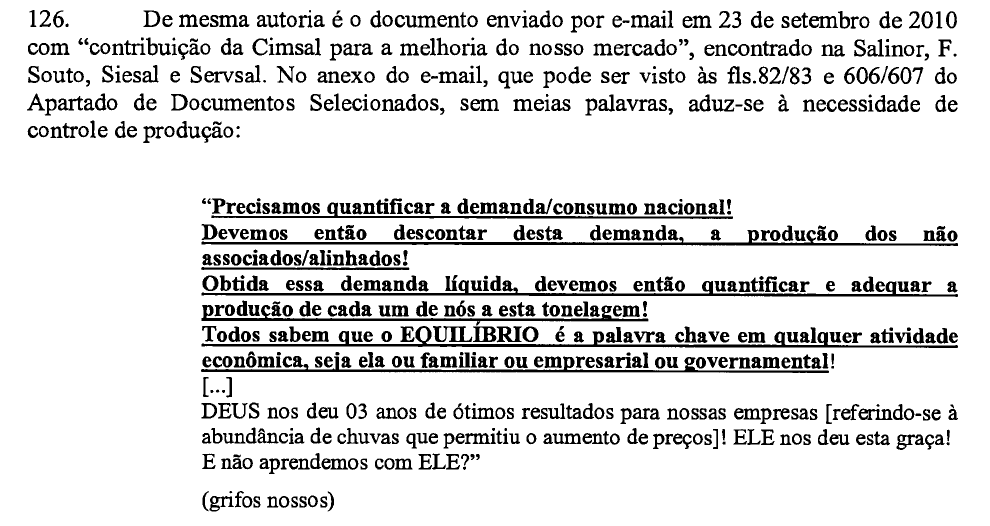 126. De mesma autoria é o documento enviado por e-mail em 23 de setembro de 2010
com “contribuição da Cimsal para a melhoria do nosso mercado”, encontrado na Salinor, F.
Souto, Siesal e Servsal. No anexo do e-mail, que pode ser visto às fls.82/83 e 606/607 do
Apartado de Documentos Selecionados, sem meias palavras, aduz-se à necessidade de
controle de produção:
“Precisamos quantificar a demanda/consumo nacional!
Devemos então descontar desta demanda, a produção dos não
associados/alinhados!
Obtida essa demanda líquida, devemos então quantificar e adequar a
produção de cada um de nós a esta tonelagem!
Todos sabem que o EQUILÍBRIO é a palavra chave em qualquer atividade
econômica, seja ela ou familiar ou empresarial ou governamental!
[...]
DEUS nos deu 03 anos de ótimos resultados para nossas empresas [referindo-se à
abundância de chuvas que permitiu o aumento de preços]! ELE nos deu esta graça!
E não aprendemos com ELE?”
(grifos nossos)